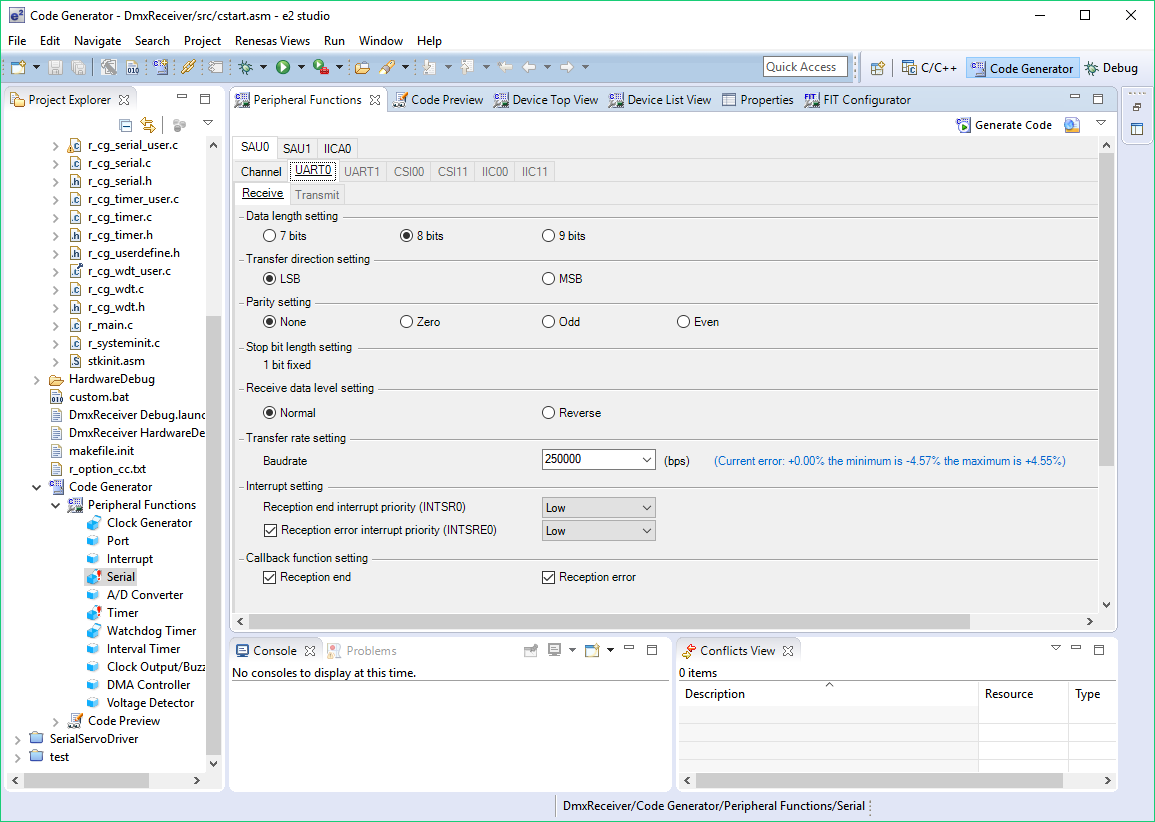 Code Generator - DmxReceiver/src/cstart.asm - e2 studio
File Edit Navigate Search Project Renesas Views Run Window Help
Quick Access
C/C++ Code Generator Debug
Project Explorer
r_cg_serial_user.c
r_cg_serial.c
r_cg_serial.h
r_cg_timer_user.c
r_cg_timer.c
r_cg_timer.h
r_cg_userdefine.h
r_cg_wdt_user.c
r_cg_wdt.c
r_cg_wdt.h
r_main.c
r_systeminit.c
stkinit.asm
HardwareDebug
custom.bat
DmxReceiver Debug.launc
DmxReceiver HardwareDe
makefile.init
r_option_cc.txt
Code Generator
Peripheral Functions
Clock Generator
Port
Interrupt
Serial
A/D Converter
Timer
Watchdog Timer
Interval Timer
Clock Output/Buzz
DMA Controller
Voltage Detector
Code Preview
SerialServoDriver
test
Peripheral Functions Code Preview Device Top View Device List View Properties FIT Configurator
Generate Code
SAU0 SAU1 IICA0
Channel UART0 UART1 CSI00 CSI11 IIC00 IIC11
Receive Transmit
Data length setting
7 bits 8 bits 9 bits
Transfer direction setting
LSB MSB
Parity setting
None Zero Odd Even
Stop bit length setting
1 bit fixed
Receive data level setting
Normal Reverse
Transfer rate setting
Baudrate 250000 (bps) (Current error: +0.00% the minimum is -4.57% the maximum is +4.55%)
Interrupt setting
Reception end interrupt priority (INTSR0) Low
Reception error interrupt priority (INTSRE0) Low
Callback function setting
Reception end Reception error
Console Problems
No consoles to display at this time.
Conflicts View
0 items
Description Resource Type
DmxReceiver/Code Generator/Peripheral Functions/Serial